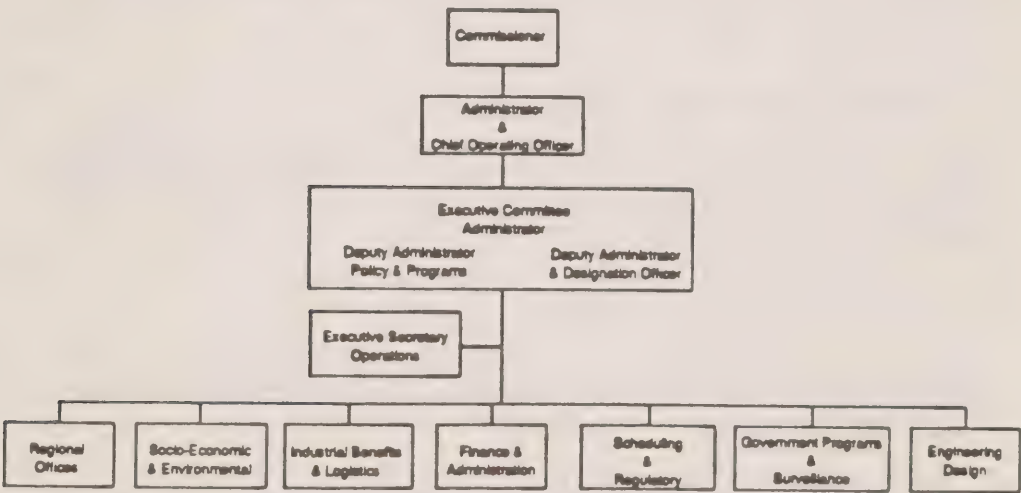 Commissioner
Administrator
&
Chief Operating Officer
Executive Committee
Administrator
Deputy Administrator
Policy & Programs
Deputy Administrator
& Designation Officer
Executive Secretary
Operations
Regional
Offices
Socio-Economic
& Environmental
Industrial Benefits
& Logistics
Finance &
Administration
Scheduling
&
Regulatory
Government Programs
&
Surveillance
Engineering
Design